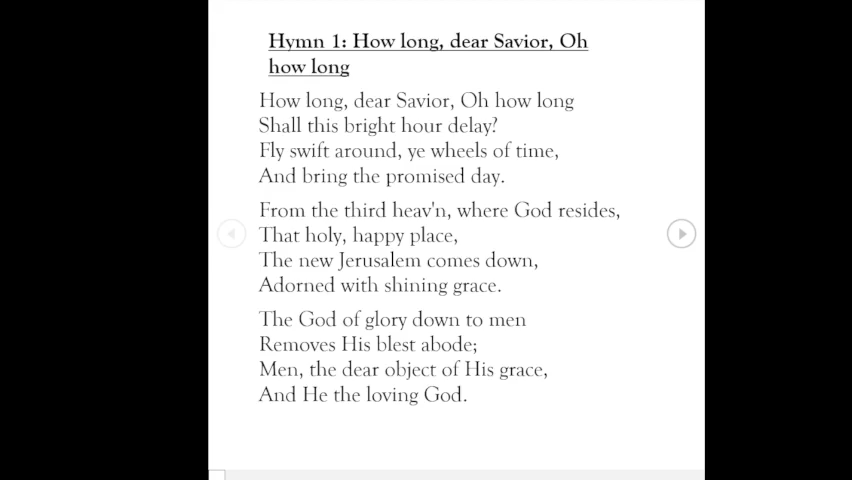 Hymn 1: How long, dear Savior, Oh
how long
How long, dear Savior, Oh how long
Shall this bright hour delay?
Fly swift around, ye wheels of time,
And bring the promised day.
From the third heav'n, where God resides,
That holy, happy place,
The new Jerusalem comes down,
Adorned with shining grace.
The God of glory down to men
Removes His blest abode;
Men, the dear object of His grace,
And He the loving God.